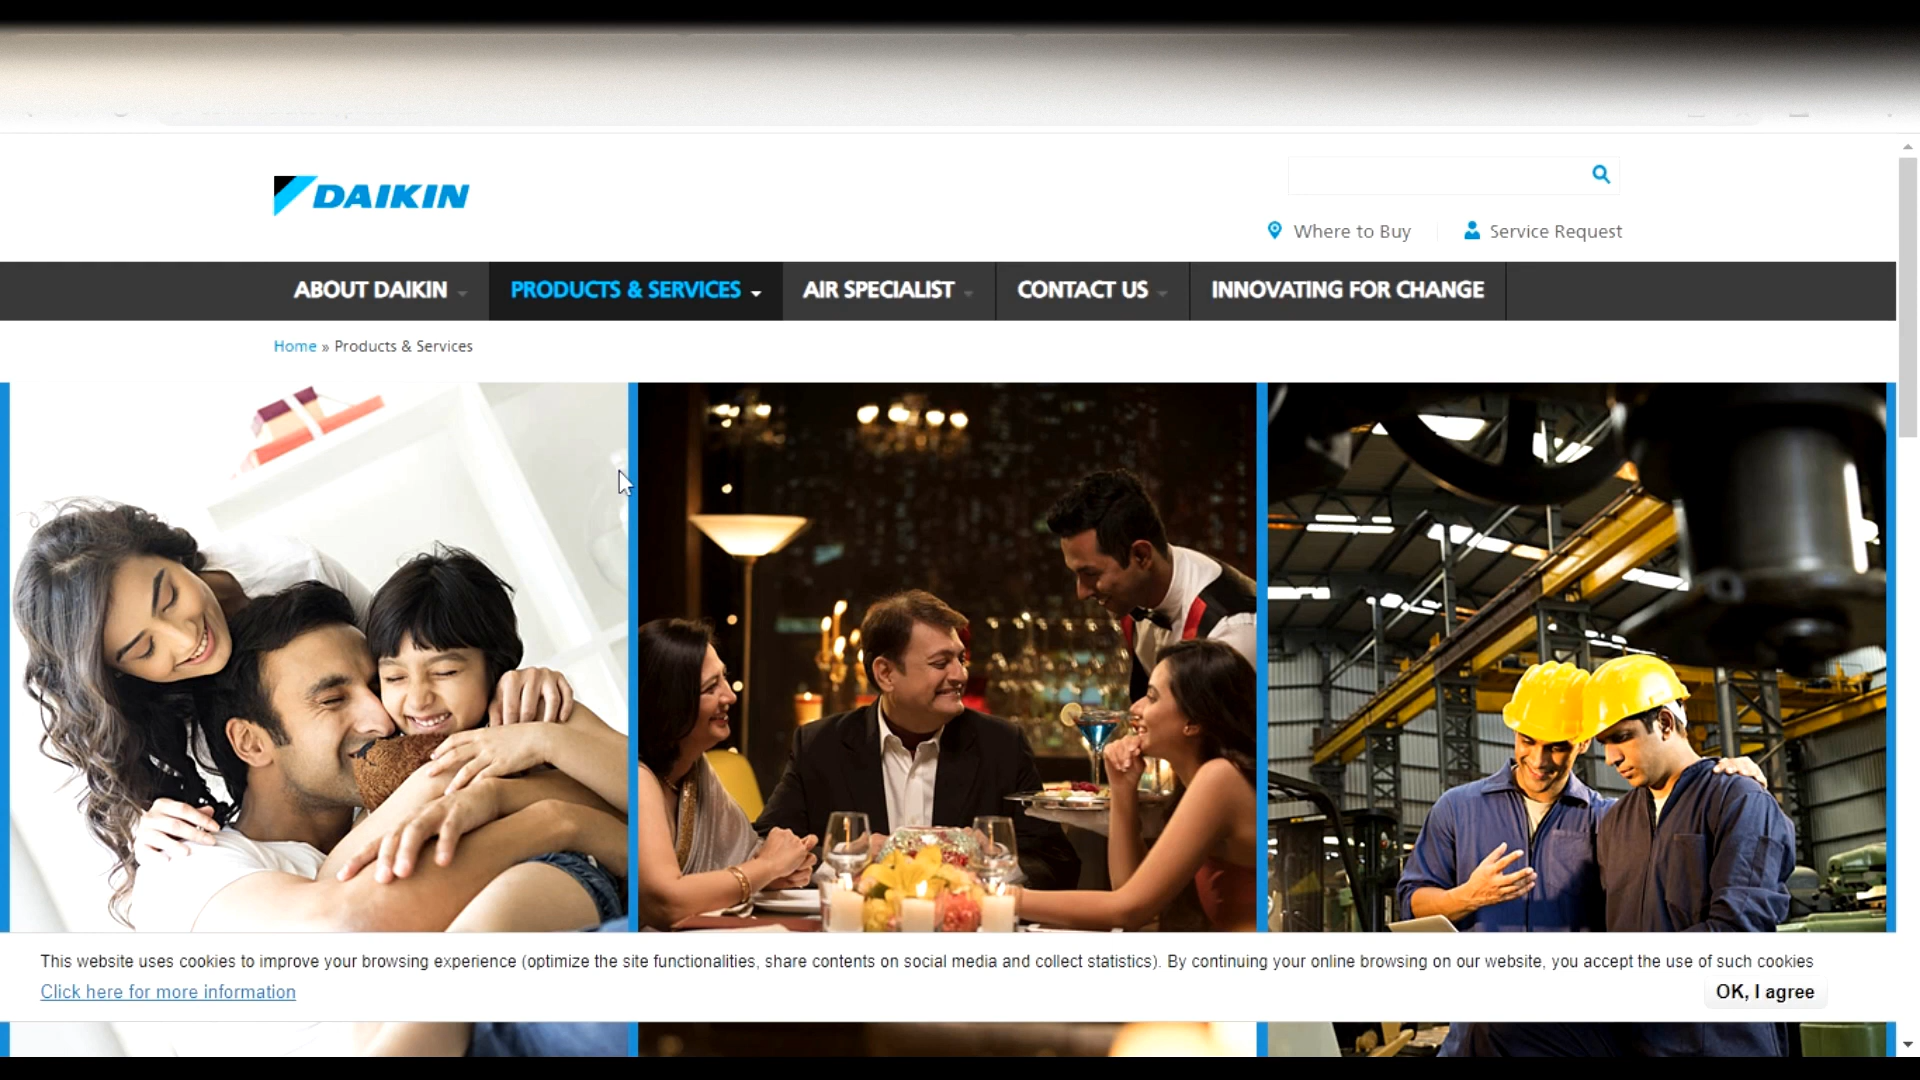 DAIKIN
Where to Buy
Service Request
ABOUT DAIKIN
PRODUCTS & SERVICES
AIR SPECIALIST
CONTACT US
INNOVATING FOR CHANGE
Home » Products & Services
This website uses cookies to improve your browsing experience (optimize the site functionalities, share contents on social media and collect statistics). By continuing your online browsing on our website, you accept the use of such cookies
Click here for more information
OK, I agree